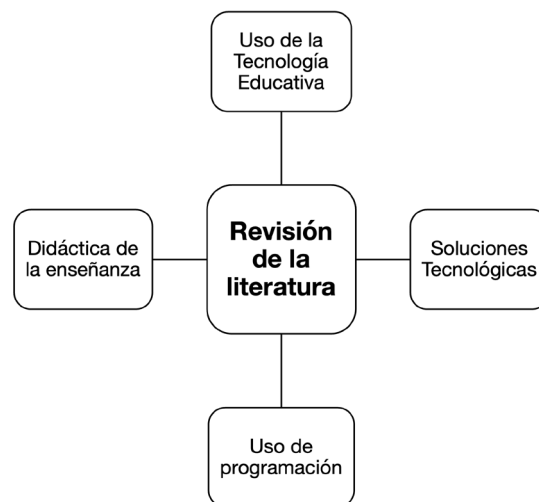 Uso de la
Tecnología
Educativa
Didáctica de
la enseñanza
Revisión
de la
literatura
Soluciones
Tecnológicas
Uso de
programación